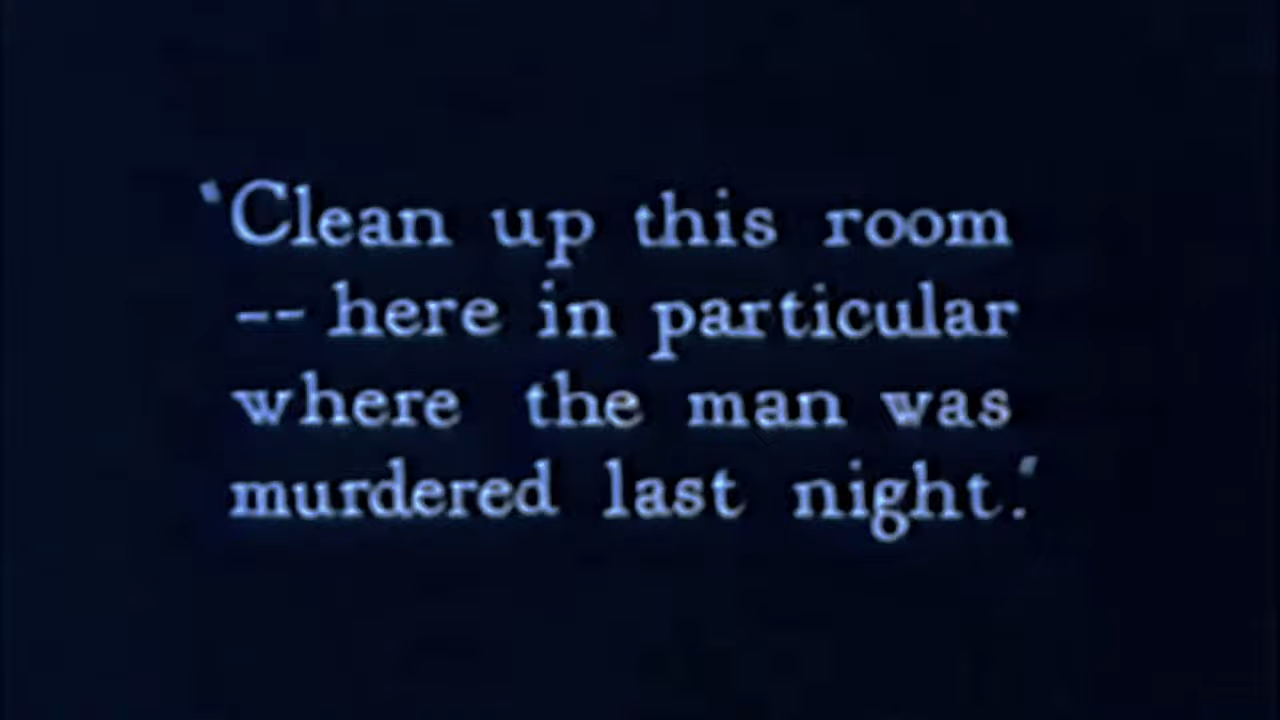 ‘Clean up this room
-- here in particular
where the man was
murdered last night.’